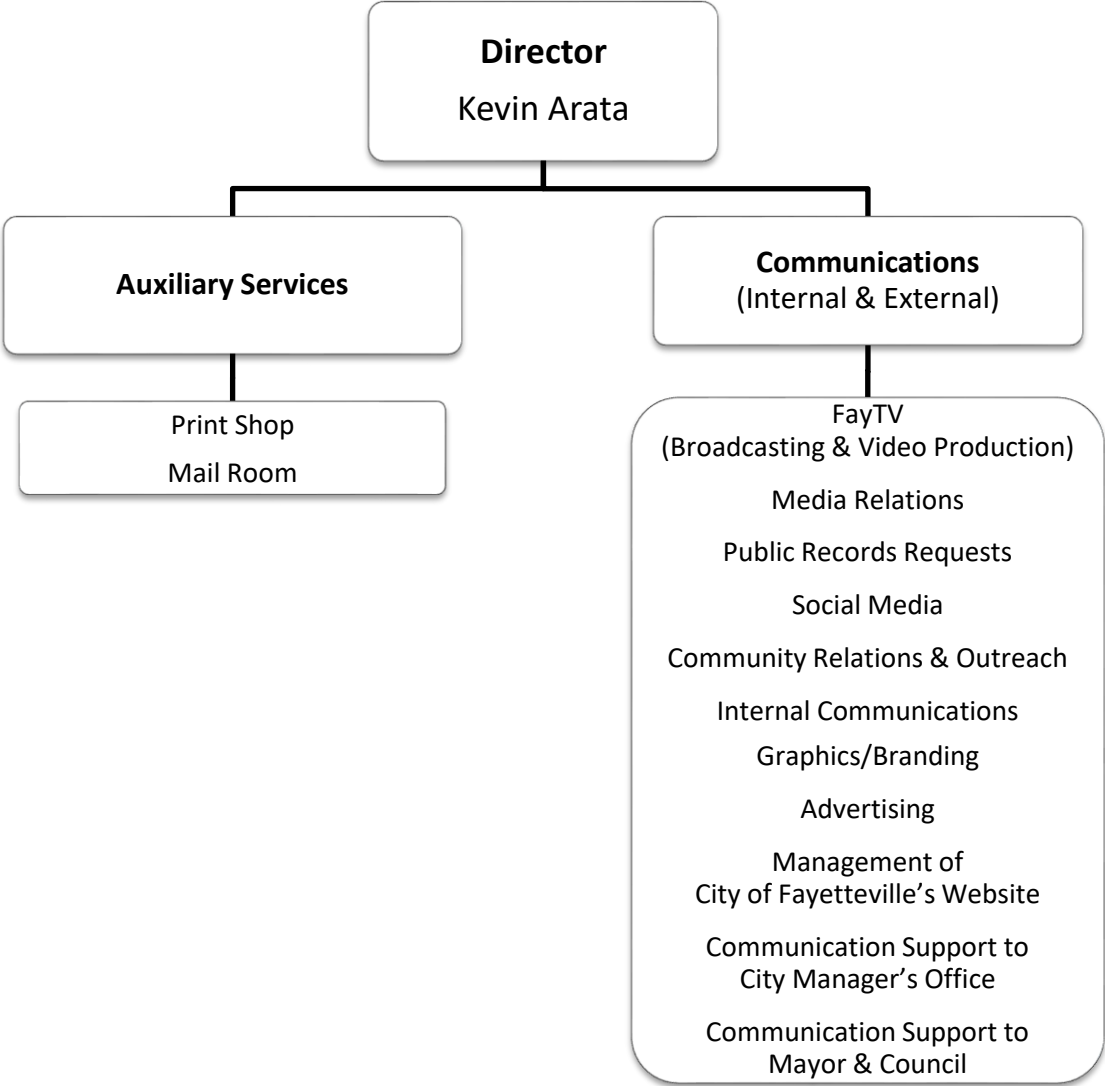 Director
Kevin Arata
Auxiliary Services
Communications
(Internal & External)
Print Shop
Mail Room
FayTV
(Broadcasting & Video Production)
Media Relations
Public Records Requests
Social Media
Community Relations & Outreach
Internal Communications
Graphics/Branding
Advertising
Management of
City of Fayetteville’s Website
Communication Support to
City Manager’s Office
Communication Support to
Mayor & Council